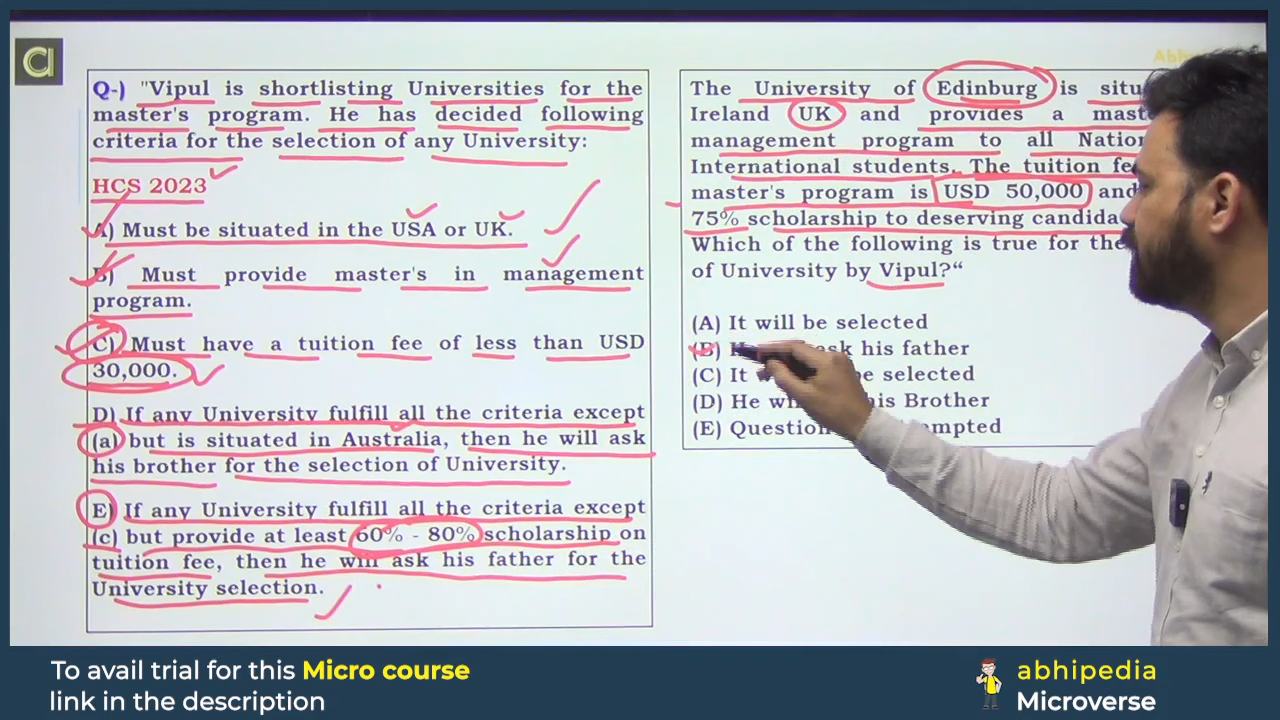 Abhi
Q-) "Vipul is shortlisting Universities for the
master's program. He has decided following
criteria for the selection of any University:
HCS 2023
A) Must be situated in the USA or UK.
B) Must provide master's in management
program.
C) Must have a tuition fee of less than USD
30,000.
D) If any University fulfill all the criteria except
(a) but is situated in Australia, then he will ask
his brother for the selection of University.
E) If any University fulfill all the criteria except
(c) but provide at least 60% - 80% scholarship on
tuition fee, then he will ask his father for the
University selection.
The University of Edinburg is
Ireland UK and provides a
management program to all
International students. The tuition
master's program is USD 50,000 and
75% scholarship to deserving
Which of the following is true for the
of University by Vipul?“
(A) It will be selected
(B) his father
(C) It selected
(D) He his Brother
(E)
To avail trial for this Micro course
link in the description
abhipedia
Microverse